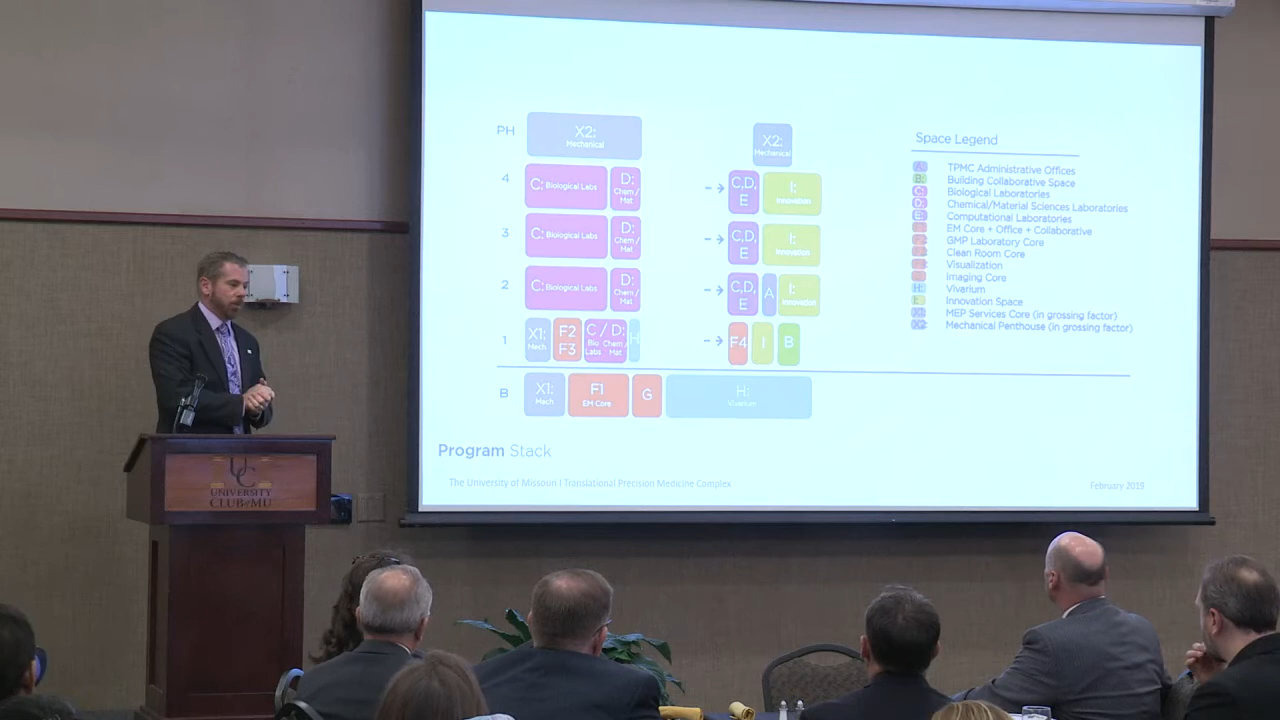 PH
X2:
Mechanical
X2:
Mechanical
4
C: Biological Labs
D:
Chem /
Mat
C,D,
E
I:
Innovation
3
C: Biological Labs
D:
Chem /
Mat
C,D,
E
I:
Innovation
2
C: Biological Labs
D:
Chem /
Mat
C,D,
E
A
I:
Innovation
1
X1:
Mech
F2
F3
C / D:
Bio Chem /
Labs Mat
H
F4
I
B
B
X1:
Mech
F1
EM Core
G
H:
Vivarium
Space Legend
A: TPMC Administrative Offices
B: Building Collaborative Space
C: Biological Laboratories
D: Chemical/Material Sciences Laboratories
E: Computational Laboratories
EM Core + Office + Collaborative
GMP Laboratory Core
Clean Room Core
Visualization
Imaging Core
H: Vivarium
I: Innovation Space
X1: MEP Services Core (in grossing factor)
X2: Mechanical Penthouse (in grossing factor)
Program Stack
The University of Missouri | Translational Precision Medicine Complex
February 2019
UC
UNIVERSITY
CLUB of MU